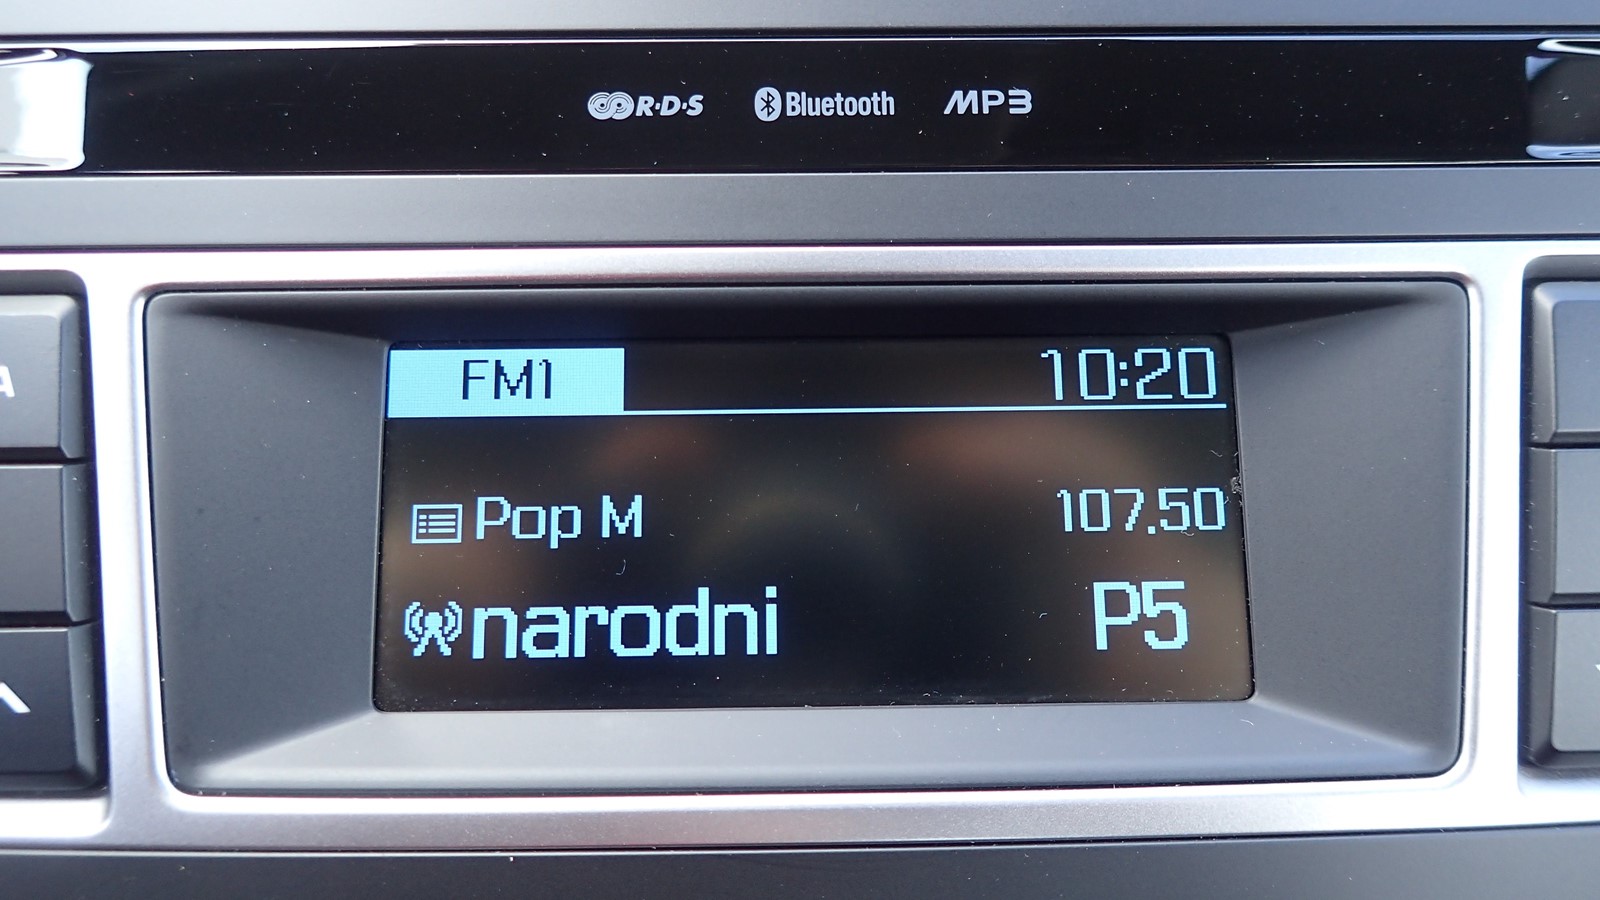 R·D·S Bluetooth MP3
FM1 10:20
Pop M 107.50
narodni P5